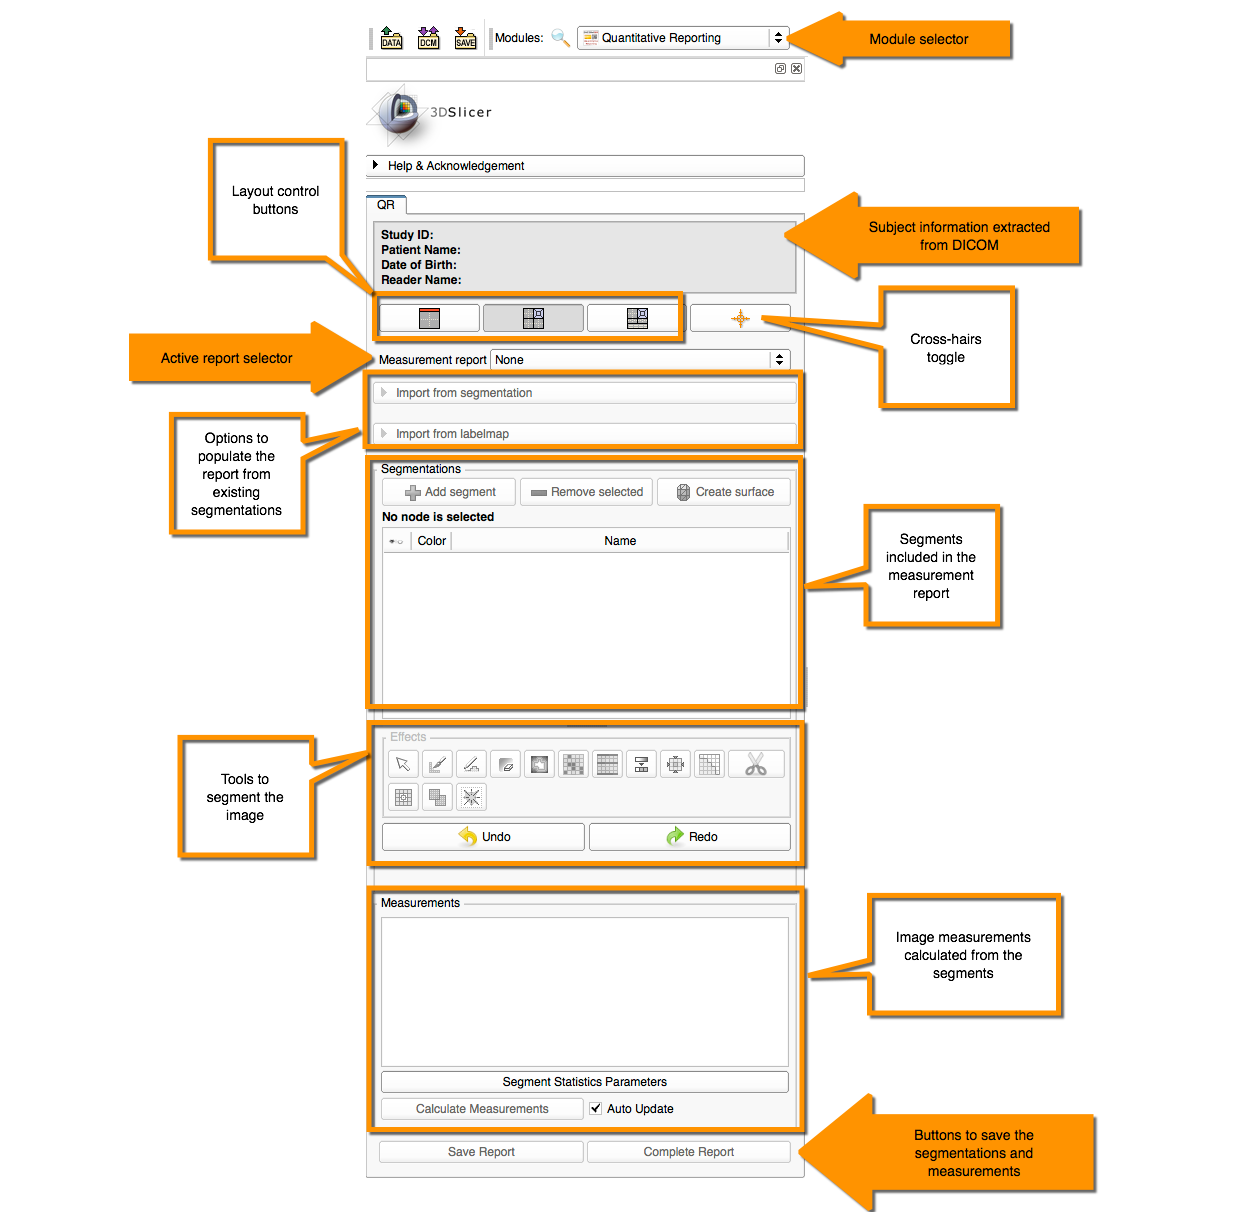 DATA
DCM
SAVE
Modules:
Quantitative Reporting
Module selector
3DSlicer
Help & Acknowledgement
Layout control
buttons
QR
Study ID:
Patient Name:
Date of Birth:
Reader Name:
Subject information extracted
from DICOM
Cross-hairs
toggle
Active report selector
Measurement report
None
Import from segmentation
Import from labelmap
Options to
populate the
report from
existing
segmentations
Segmentations
Add segment
Remove selected
Create surface
No node is selected
Color
Name
Segments
included in the
measurement
report
Effects
Tools to
segment the
image
Undo
Redo
Measurements
Image measurements
calculated from the
segments
Segment Statistics Parameters
Calculate Measurements
Auto Update
Save Report
Complete Report
Buttons to save the
segmentations and
measurements